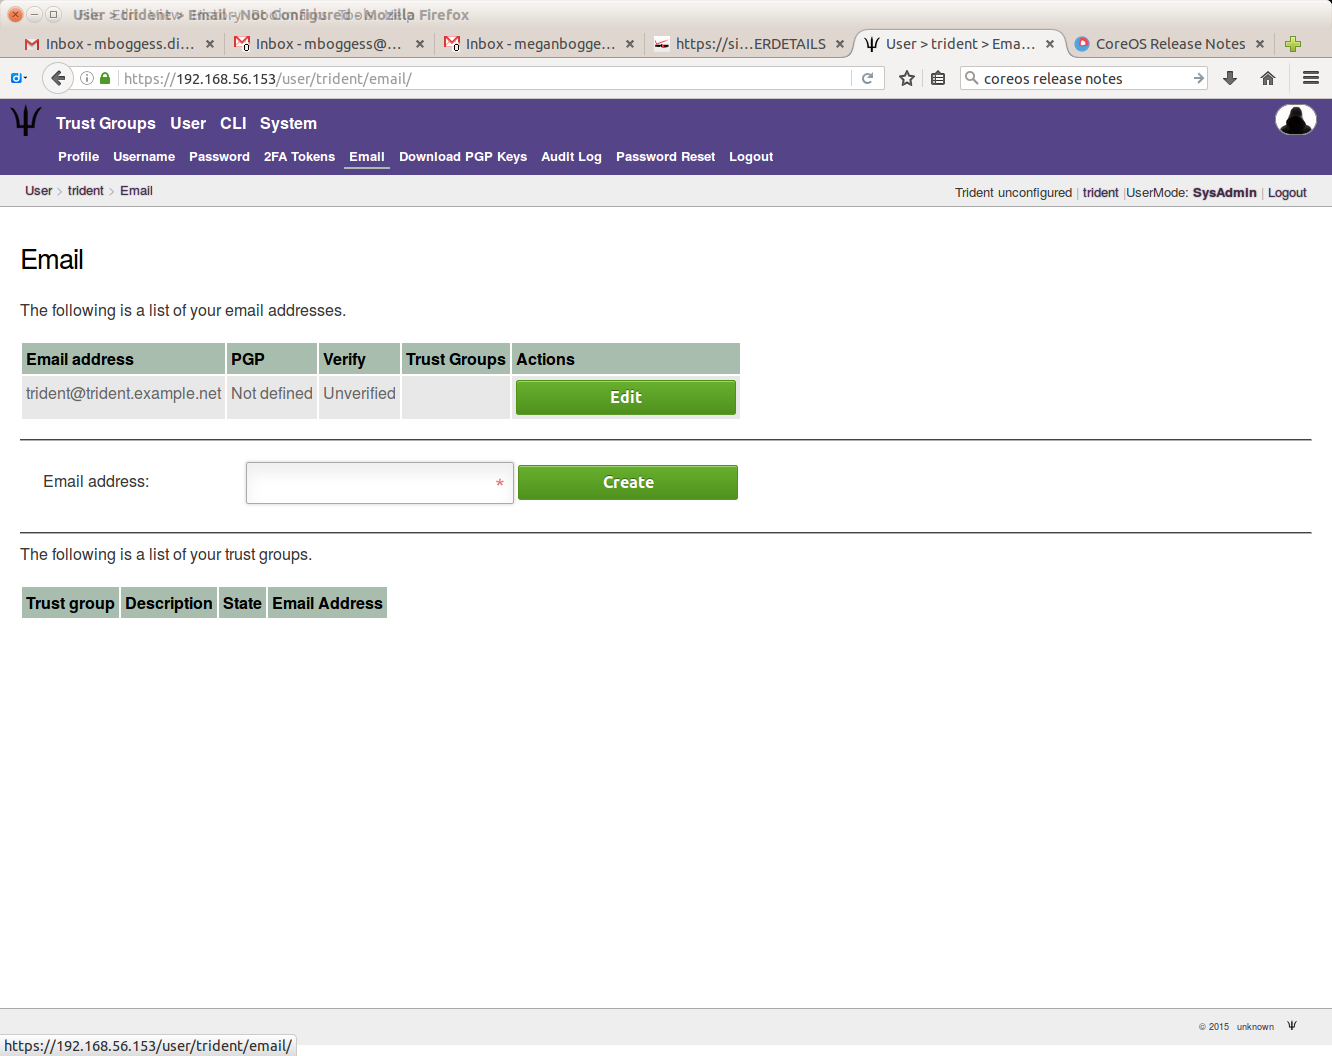 User > trident > Email - Not Configured - Mozilla Firefox
Inbox - mboggess.di... Inbox - mboggess@... Inbox - meganbogge... https://si...ERDETAILS User > trident > Ema... CoreOS Release Notes
https://192.168.56.153/user/trident/email/ coreos release notes
Trust Groups User CLI System
Profile Username Password 2FA Tokens Email Download PGP Keys Audit Log Password Reset Logout
User > trident > Email Trident unconfigured | trident |UserMode: SysAdmin | Logout
Email
The following is a list of your email addresses.
Email address PGP Verify Trust Groups Actions
trident@trident.example.net Not defined Unverified Edit
Email address: * Create
The following is a list of your trust groups.
Trust group Description State Email Address
© 2015 unknown
https://192.168.56.153/user/trident/email/